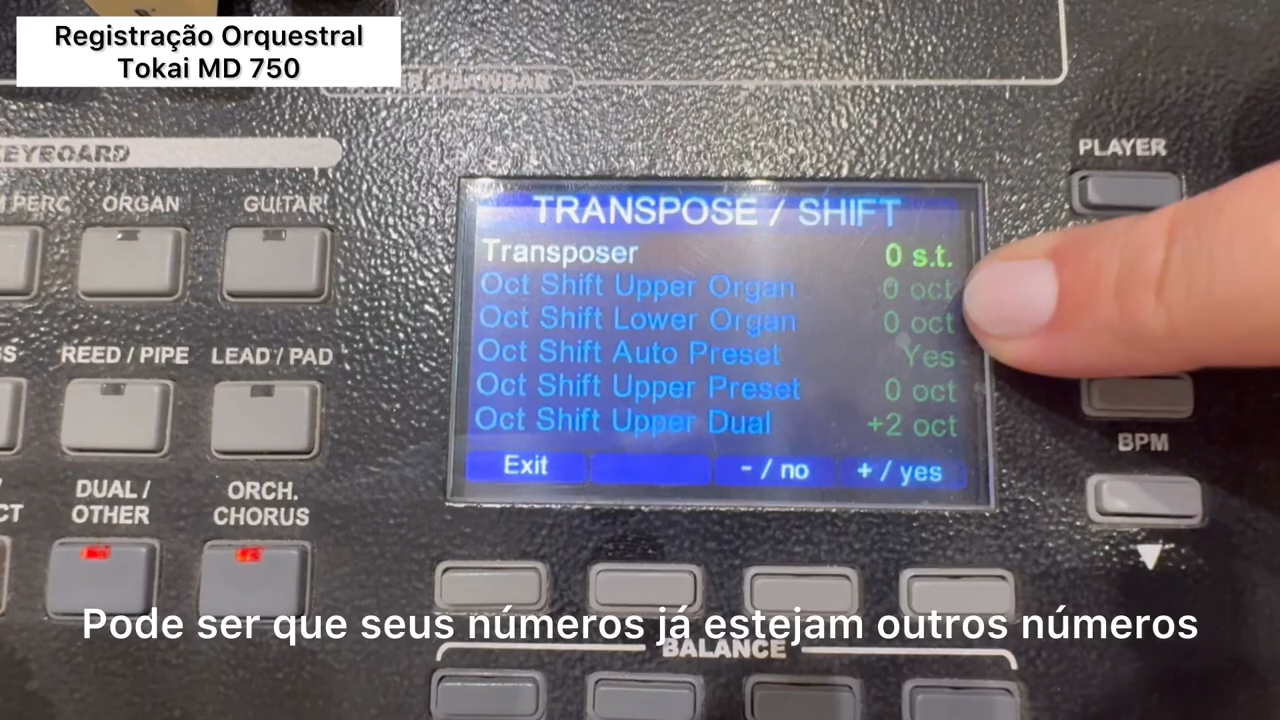 Registração Orquestral
Tokai MD 750
KEYBOARD
PLAYER
PERC
ORGAN
GUITAR
TRANSPOSE / SHIFT
Transposer 0 s.t.
Oct Shift Upper Organ 0 oct
Oct Shift Lower Organ 0 oct
Oct Shift Auto Preset Yes
Oct Shift Upper Preset 0 oct
Oct Shift Upper Dual +2 oct
Exit - / no + / yes
REED / PIPE
LEAD / PAD
BPM
DUAL /
OTHER
ORCH.
CHORUS
Pode ser que seus números já estejam outros números
BALANCE